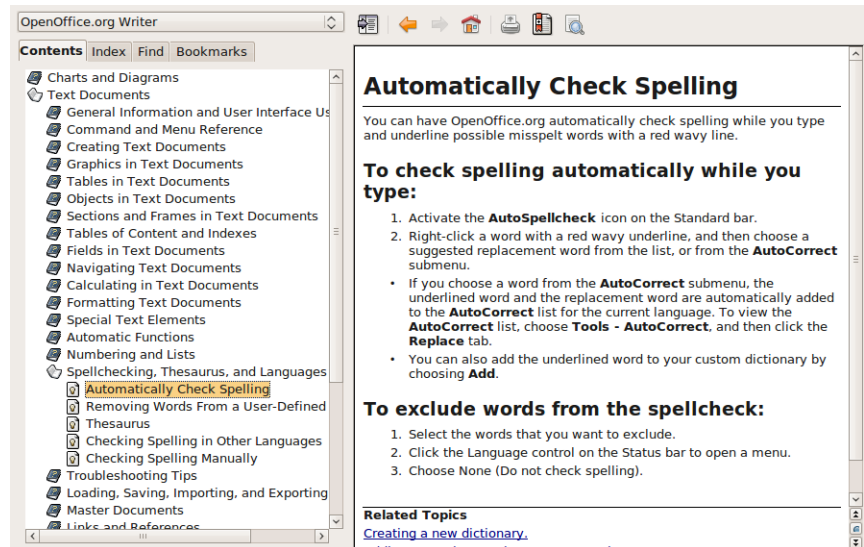 OpenOffice.org Writer
Contents Index Find Bookmarks
Charts and Diagrams
Text Documents
General Information and User Interface Us
Command and Menu Reference
Creating Text Documents
Graphics in Text Documents
Tables in Text Documents
Objects in Text Documents
Sections and Frames in Text Documents
Tables of Content and Indexes
Fields in Text Documents
Navigating Text Documents
Calculating in Text Documents
Formatting Text Documents
Special Text Elements
Automatic Functions
Numbering and Lists
Spellchecking, Thesaurus, and Languages
Automatically Check Spelling
Removing Words From a User-Defined
Thesaurus
Checking Spelling in Other Languages
Checking Spelling Manually
Troubleshooting Tips
Loading, Saving, Importing, and Exporting
Master Documents
Links and References
Automatically Check Spelling
You can have OpenOffice.org automatically check spelling while you type
and underline possible misspelt words with a red wavy line.
To check spelling automatically while you
type:
1. Activate the AutoSpellcheck icon on the Standard bar.
2. Right-click a word with a red wavy underline, and then choose a
suggested replacement word from the list, or from the AutoCorrect
submenu.
• If you choose a word from the AutoCorrect submenu, the
underlined word and the replacement word are automatically added
to the AutoCorrect list for the current language. To view the
AutoCorrect list, choose Tools - AutoCorrect, and then click the
Replace tab.
• You can also add the underlined word to your custom dictionary by
choosing Add.
To exclude words from the spellcheck:
1. Select the words that you want to exclude.
2. Click the Language control on the Status bar to open a menu.
3. Choose None (Do not check spelling).
Related Topics
Creating a new dictionary.